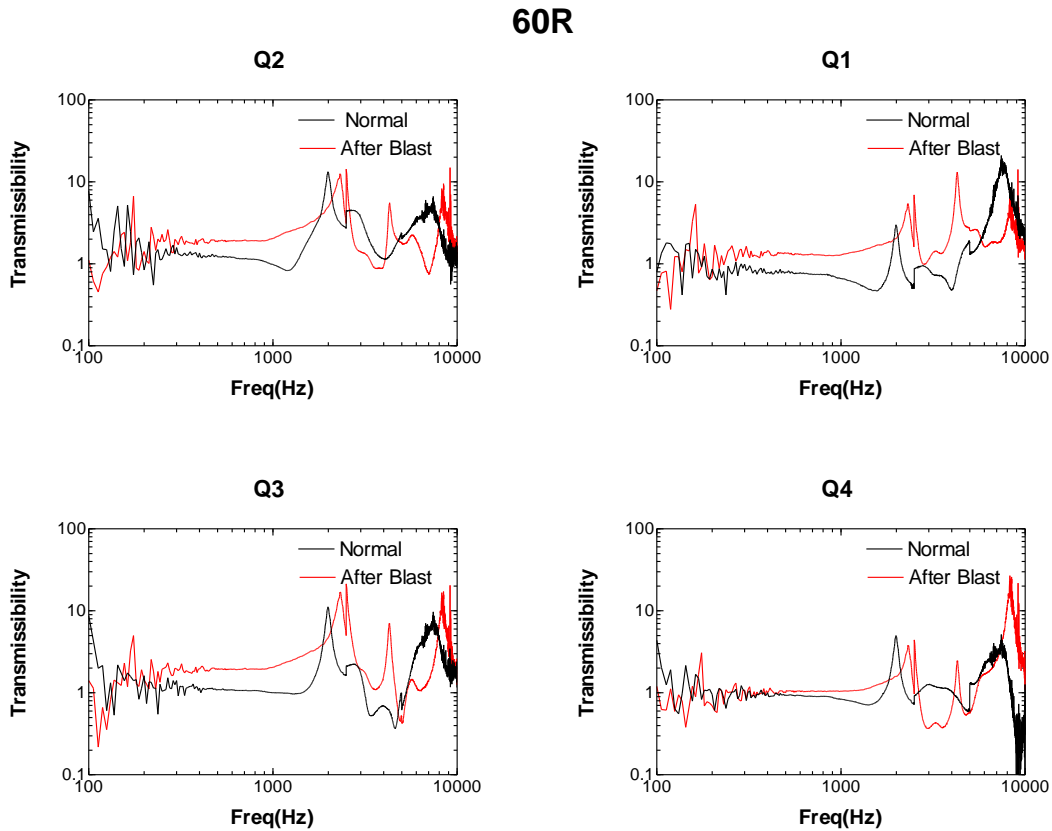 60R
Q2
100
10
1
0.1
Transmissibility
Normal
After Blast
100
1000
10000
Freq(Hz)
Q1
100
10
1
0.1
Transmissibility
Normal
After Blast
100
1000
10000
Freq(Hz)
Q3
100
10
1
0.1
Transmissibility
Normal
After Blast
100
1000
10000
Freq(Hz)
Q4
100
10
1
0.1
Transmissibility
Normal
After Blast
100
1000
10000
Freq(Hz)